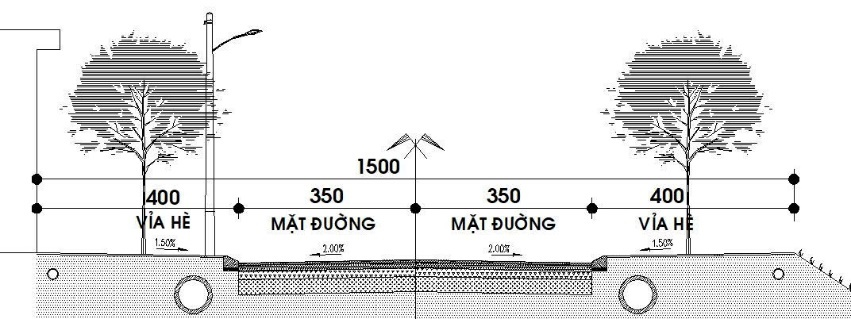 1500
400 350 350 400
VỈA HÈ MẶT ĐƯỜNG MẶT ĐƯỜNG VỈA HÈ
1.50% 2.00% 2.00% 1.50%